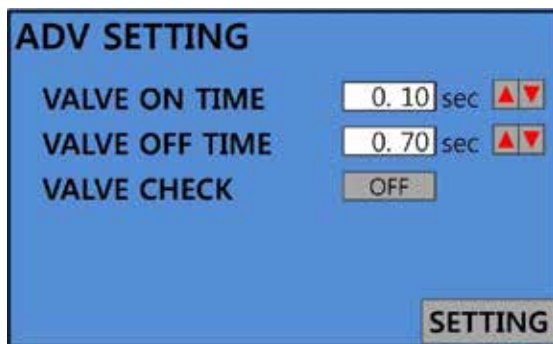 ADV SETTING
VALVE ON TIME 0. 10 sec
VALVE OFF TIME 0. 70 sec
VALVE CHECK OFF
SETTING